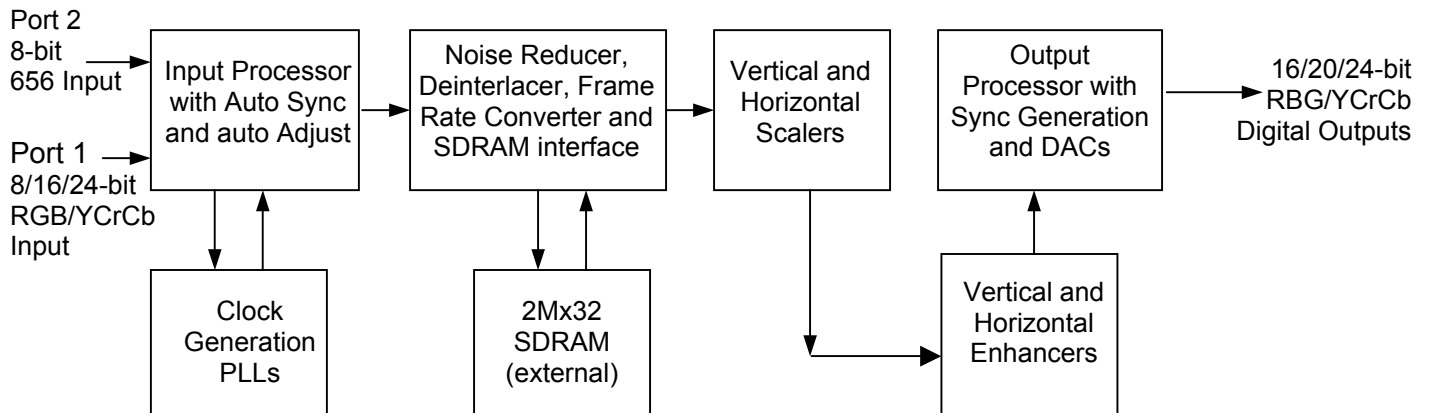 Port 2
8-bit
656 Input
Port 1
8/16/24-bit
RGB/YCrCb
Input
Input Processor
with Auto Sync
and auto Adjust
Clock
Generation
PLLs
Noise Reducer,
Deinterlacer, Frame
Rate Converter and
SDRAM interface
2Mx32
SDRAM
(external)
Vertical and
Horizontal
Scalers
Vertical and
Horizontal
Enhancers
Output
Processor with
Sync Generation
and DACs
16/20/24-bit
RBG/YCrCb
Digital Outputs